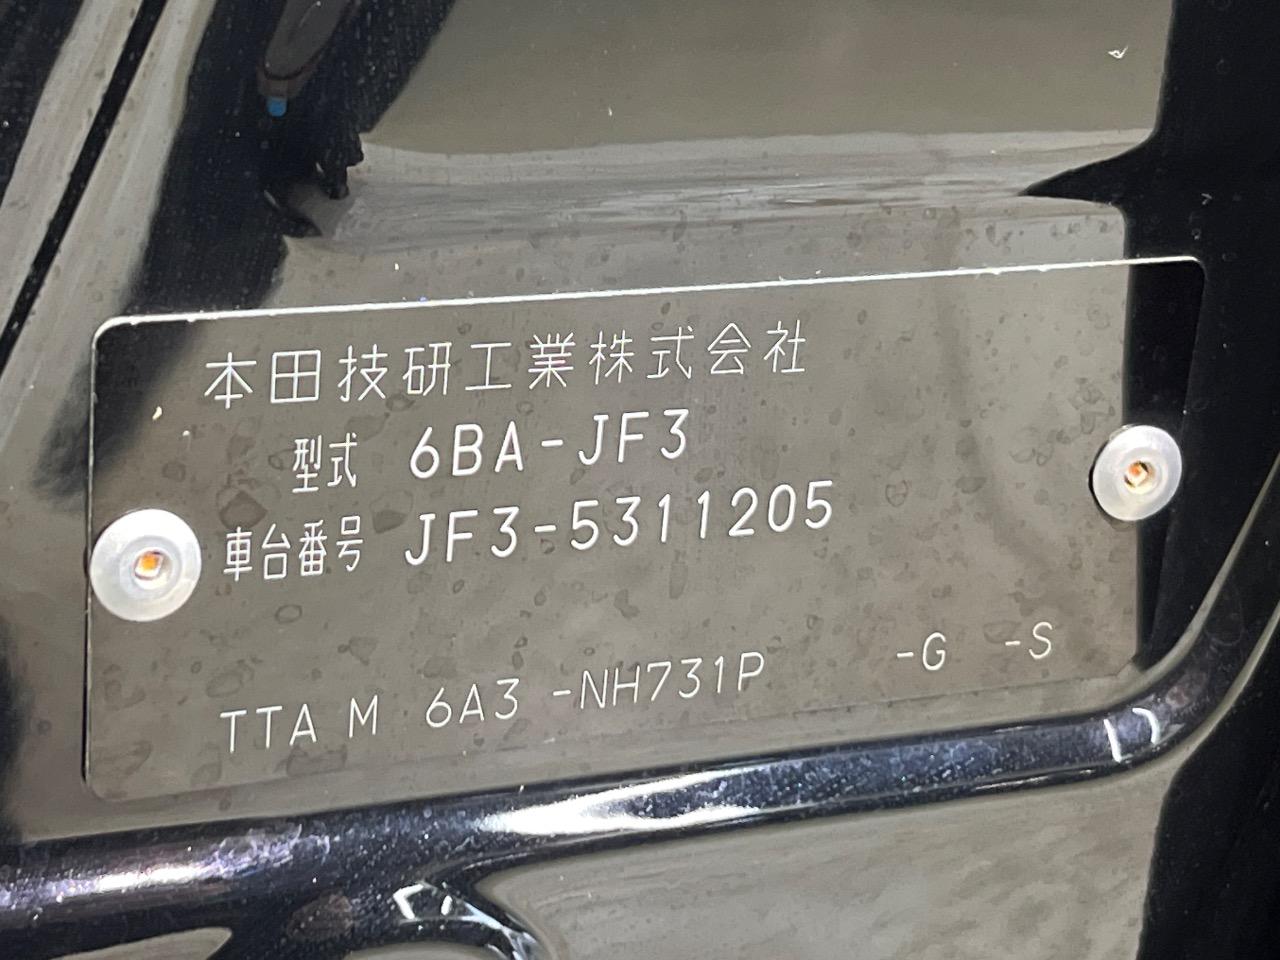 本田技研工業株式会社
型式 6BA-JF3
車台番号 JF3-5311205
TTA M 6A3 -NH731P -G -S